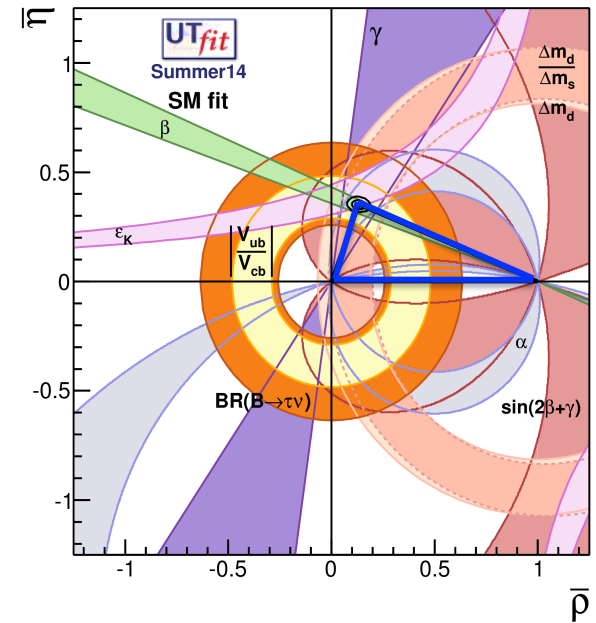 η̅
UTfit
Summer14
SM fit
γ
Δm_d
Δm_s
Δm_d
β
ε_K
|V_ub
V_cb|
α
BR(B→τν)
sin(2β+γ)
1
0.5
0
-0.5
-1
-1
-0.5
0
0.5
1
ρ̅